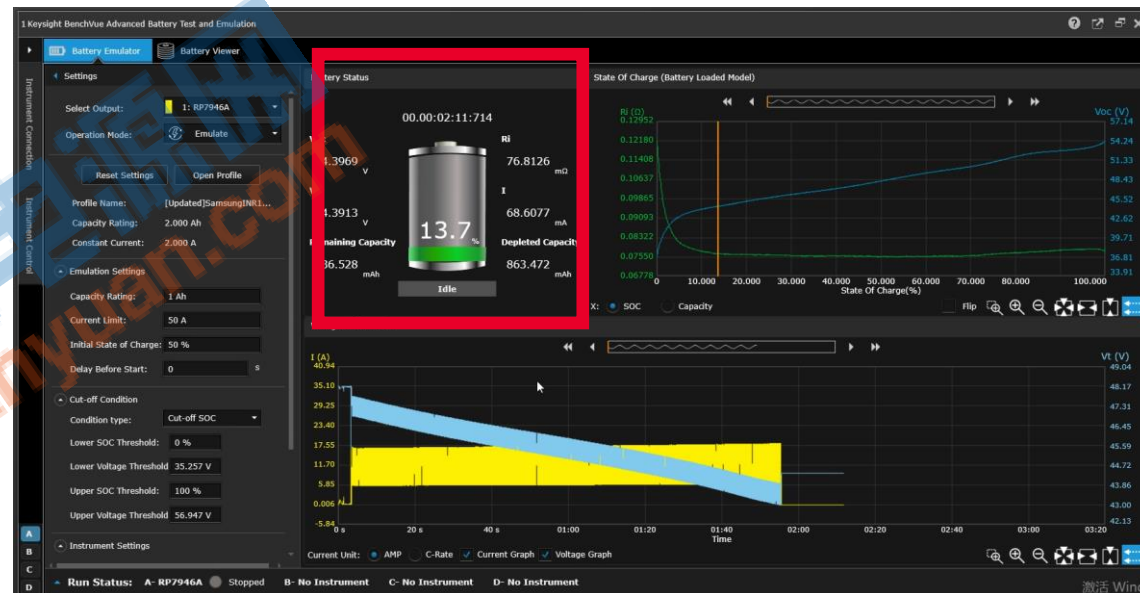 1 Keysight BenchVue Advanced Battery Test and Emulation
Battery Emulator
Battery Viewer
Instrument Connection
Instrument Control
Settings
Select Output: 1: RP7946A
Operation Mode: Emulate
Reset Settings Open Profile
Profile Name: [Updated]SamsungINR1...
Capacity Rating: 2.000 Ah
Constant Current: 2.000 A
Emulation Settings
Capacity Rating: 1 Ah
Current Limit: 50 A
Initial State of Charge: 50 %
Delay Before Start: 0 s
Cut-off Condition
Condition type: Cut-off SOC
Lower SOC Threshold: 0 %
Lower Voltage Threshold 35.257 V
Upper SOC Threshold: 100 %
Upper Voltage Threshold 56.947 V
Instrument Settings
A
B
C
D
ttery Status
00.00:02:11:714
Ri
4.3969 V
76.8126 mΩ
I
4.3913 V
68.6077 mA
13.7 %
maining Capacity
Depleted Capacity
36.528 mAh
863.472 mAh
Idle
State Of Charge (Battery Loaded Model)
Ri (Ω)
Voc (V)
0.12952
0.12180
0.11408
0.10637
0.09865
0.09093
0.08322
0.07550
0.06778
57.14
54.24
51.33
48.43
45.52
42.62
39.71
36.81
33.91
0 10.000 20.000 30.000 40.000 50.000 60.000 70.000 80.000 100.000
State Of Charge(%)
X: SOC Capacity
Flip
I (A)
Vt (V)
40.94
35.10
29.25
23.40
17.55
11.70
5.85
0.006
-5.84
49.04
48.17
47.31
46.45
45.59
44.72
43.86
43.00
42.13
0 s 20 s 40 s 01:00 01:20 01:40 02:00 02:20 02:40 03:00 03:20
Time
Current Unit: AMP C-Rate Current Graph Voltage Graph
Run Status: A- RP7946A Stopped B- No Instrument C- No Instrument D- No Instrument
激活 Wind